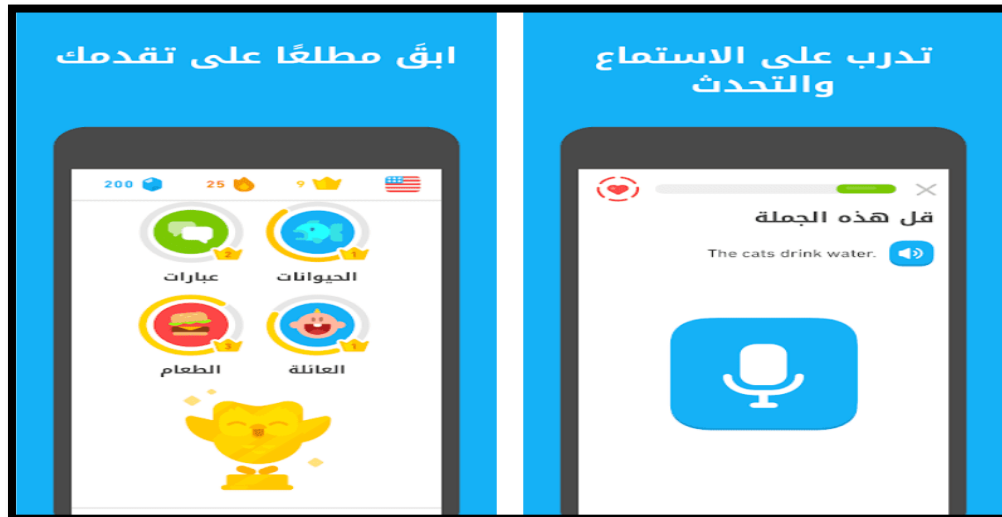 تدرب على الاستماع
والتحدث
قل هذه الجملة
The cats drink water.
ابقَ مطلعًا على تقدمك
200 25 9
2 1
عبارات الحيوانات
3 1
الطعام العائلة